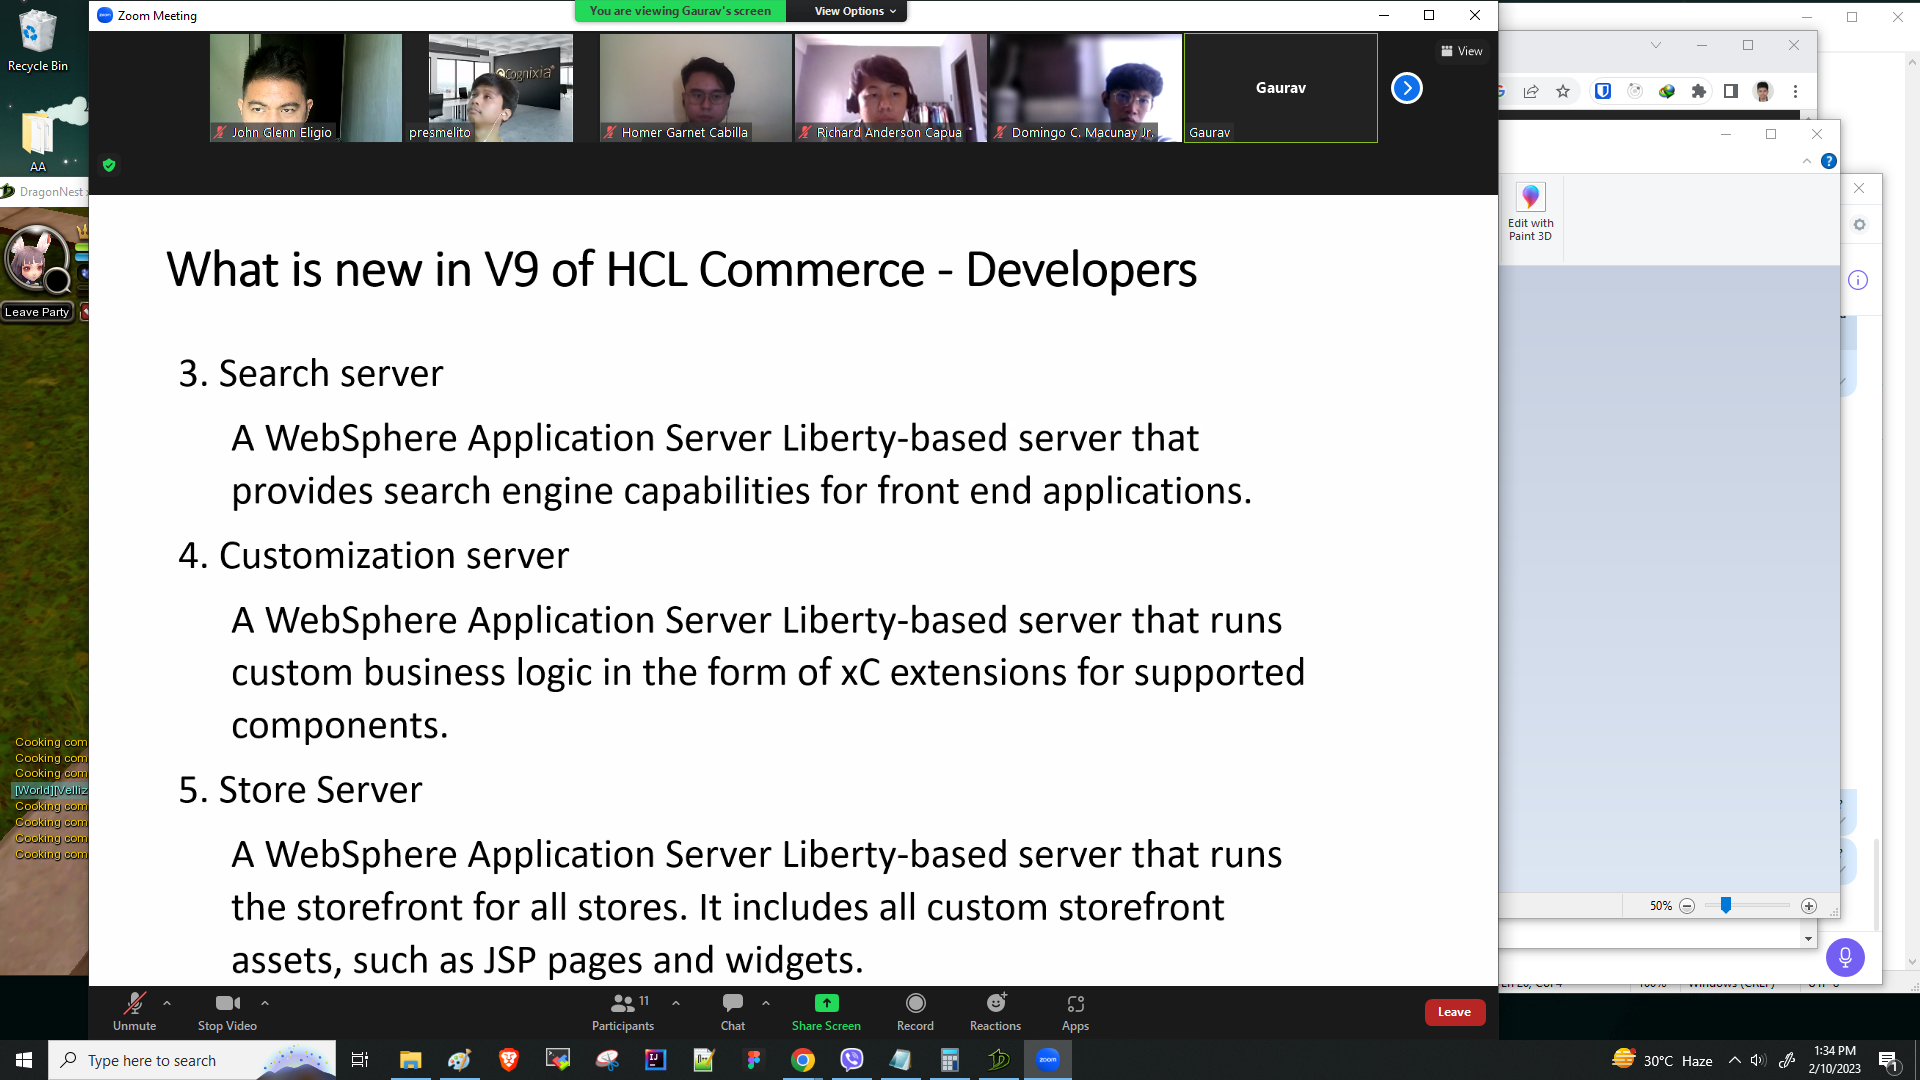 Recycle Bin
AA
DragonNest
Leave Party
Cooking com
Cooking com
Cooking com
[World][Velliz
Cooking com
Cooking com
Cooking com
Cooking com
Zoom Meeting
You are viewing Gaurav's screen
View Options
View
Cognixia
John Glenn Eligio
presmelito
Homer Garnet Cabilla
Richard Anderson Capua
Domingo C. Macunay Jr.
Gaurav
Gaurav
What is new in V9 of HCL Commerce - Developers
3. Search server
A WebSphere Application Server Liberty-based server that
provides search engine capabilities for front end applications.
4. Customization server
A WebSphere Application Server Liberty-based server that runs
custom business logic in the form of xC extensions for supported
components.
5. Store Server
A WebSphere Application Server Liberty-based server that runs
the storefront for all stores. It includes all custom storefront
assets, such as JSP pages and widgets.
Edit with
Paint 3D
50%
Unmute
Stop Video
11
Participants
Chat
Share Screen
Record
Reactions
Apps
Leave
Type here to search
zoom
30°C Haze
1:34 PM
2/10/2023
1